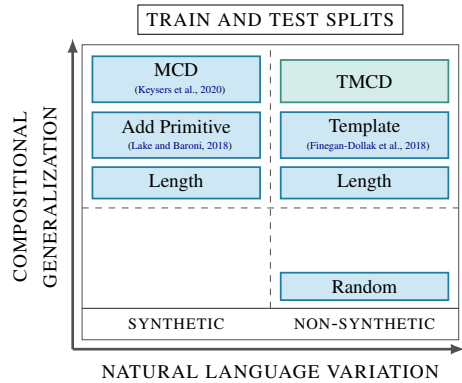 TRAIN AND TEST SPLITS
COMPOSITIONAL
GENERALIZATION
MCD
(Keysers et al., 2020)
TMCD
Add Primitive
(Lake and Baroni, 2018)
Template
(Finegan-Dollak et al., 2018)
Length
Length
Random
SYNTHETIC
NON-SYNTHETIC
NATURAL LANGUAGE VARIATION